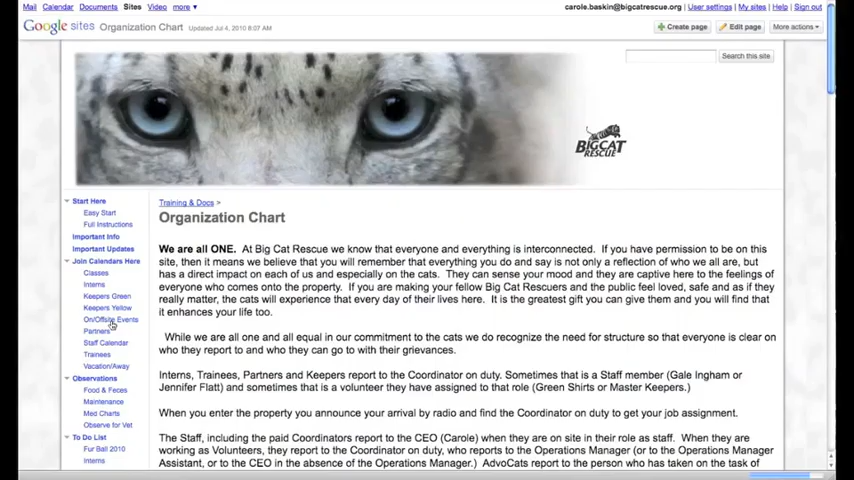 Mail Calendar Documents Sites Video more ▾ carole.baskin@bigcatrescue.org | User settings | My sites | Help | Sign out
Google sites Organization Chart Updated Jul 4, 2010 8:07 AM Create page Edit page More actions ▾
Search this site
BIGCAT
RESCUE
Start Here
Easy Start
Full Instructions
Important Info
Important Updates
Join Calendars Here
Classes
Interns
Keepers Green
Keepers Yellow
On/Offsite Events
Partners
Staff Calendar
Trainees
Vacation/Away
Observations
Food & Feces
Maintenance
Med Charts
Observe for Vet
To Do List
Fur Ball 2010
Interns
Training & Docs >
Organization Chart
We are all ONE. At Big Cat Rescue we know that everyone and everything is interconnected. If you have permission to be on this
site, then it means we believe that you will remember that everything you do and say is not only a reflection of who we all are, but
has a direct impact on each of us and especially on the cats. They can sense your mood and they are captive here to the feelings of
everyone who comes onto the property. If you are making your fellow Big Cat Rescuers and the public feel loved, safe and as if they
really matter, the cats will experience that every day of their lives here. It is the greatest gift you can give them and you will find that
it enhances your life too.
While we are all one and all equal in our commitment to the cats we do recognize the need for structure so that everyone is clear on
who they report to and who they can go to with their grievances.
Interns, Trainees, Partners and Keepers report to the Coordinator on duty. Sometimes that is a Staff member (Gale Ingham or
Jennifer Flatt) and sometimes that is a volunteer they have assigned to that role (Green Shirts or Master Keepers.)
When you enter the property you announce your arrival by radio and find the Coordinator on duty to get your job assignment.
The Staff, including the paid Coordinators report to the CEO (Carole) when they are on site in their role as staff. When they are
working as Volunteers, they report to the Coordinator on duty, who reports to the Operations Manager (or to the Operations Manager
Assistant, or to the CEO in the absence of the Operations Manager.) AdvoCats report to the person who has taken on the task of